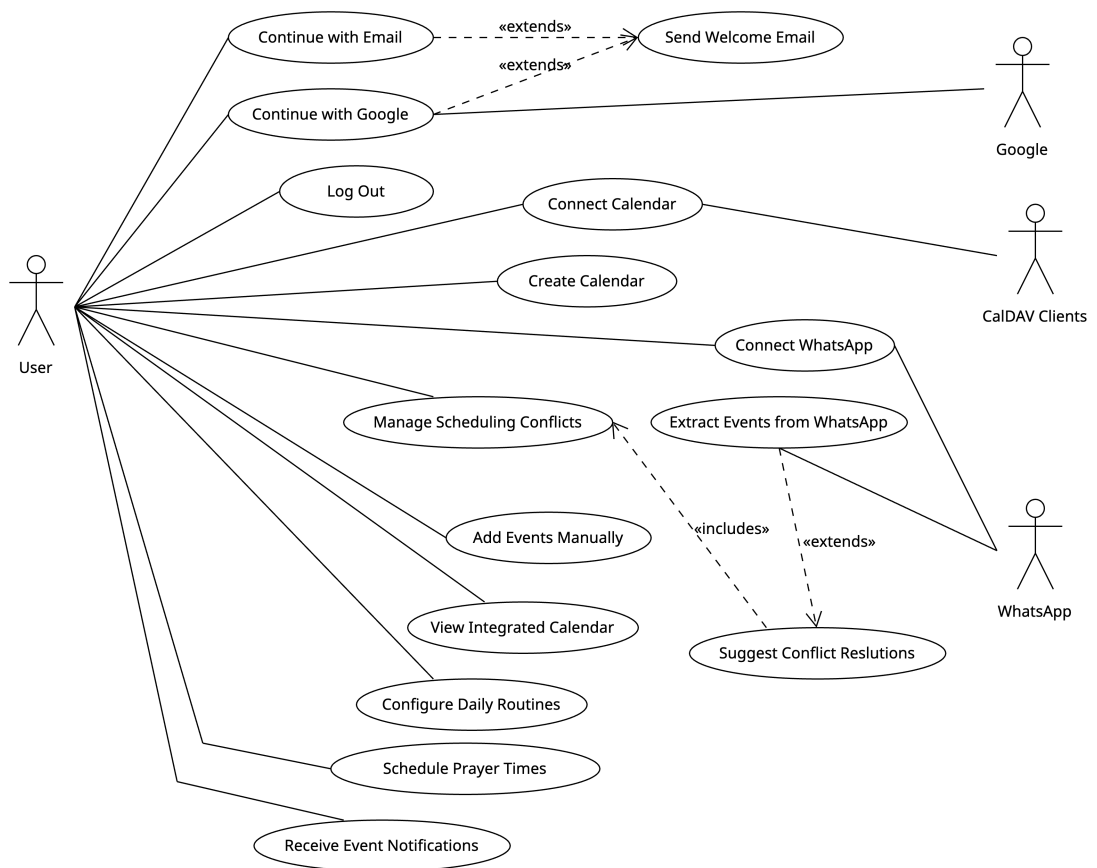 Continue with Email
«extends»
Send Welcome Email
«extends»
Continue with Google
Google
Log Out
Connect Calendar
CalDAV Clients
Create Calendar
User
Connect WhatsApp
Manage Scheduling Conflicts
Extract Events from WhatsApp
«includes»
«extends»
Add Events Manually
WhatsApp
View Integrated Calendar
Suggest Conflict Reslutions
Configure Daily Routines
Schedule Prayer Times
Receive Event Notifications